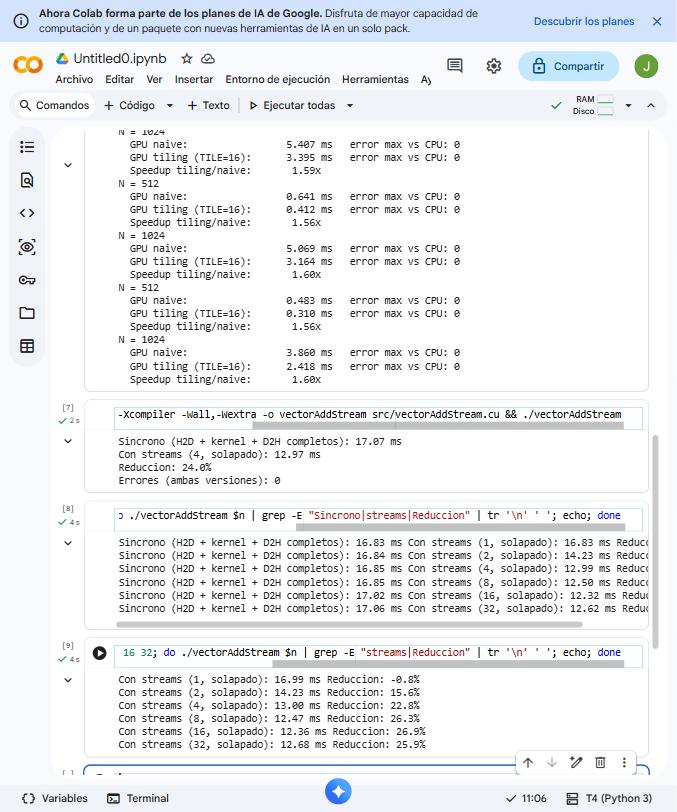 Ahora Colab forma parte de los planes de IA de Google. Disfruta de mayor capacidad de
computación y de un paquete con nuevas herramientas de IA en un solo pack.
Descubrir los planes
Untitled0.ipynb
Archivo Editar Ver Insertar Entorno de ejecución Herramientas Ay
Compartir
J
Comandos + Código + Texto Ejecutar todas
RAM
Disco
N = 1024
GPU naive: 5.407 ms error max vs CPU: 0
GPU tiling (TILE=16): 3.395 ms error max vs CPU: 0
Speedup tiling/naive: 1.59x
N = 512
GPU naive: 0.641 ms error max vs CPU: 0
GPU tiling (TILE=16): 0.412 ms error max vs CPU: 0
Speedup tiling/naive: 1.56x
N = 1024
GPU naive: 5.069 ms error max vs CPU: 0
GPU tiling (TILE=16): 3.164 ms error max vs CPU: 0
Speedup tiling/naive: 1.60x
N = 512
GPU naive: 0.483 ms error max vs CPU: 0
GPU tiling (TILE=16): 0.310 ms error max vs CPU: 0
Speedup tiling/naive: 1.56x
N = 1024
GPU naive: 3.860 ms error max vs CPU: 0
GPU tiling (TILE=16): 2.418 ms error max vs CPU: 0
Speedup tiling/naive: 1.60x
[7]
2 s
-Xcompiler -Wall,-Wextra -o vectorAddStream src/vectorAddStream.cu && ./vectorAddStream
Sincrono (H2D + kernel + D2H completos): 17.07 ms
Con streams (4, solapado): 12.97 ms
Reduccion: 24.0%
Errores (ambas versiones): 0
[8]
4 s
./vectorAddStream $n | grep -E "Sincrono|streams|Reduccion" | tr '\n' ' '; echo; done
Sincrono (H2D + kernel + D2H completos): 16.83 ms Con streams (1, solapado): 16.83 ms Reduc
Sincrono (H2D + kernel + D2H completos): 16.84 ms Con streams (2, solapado): 14.23 ms Reduc
Sincrono (H2D + kernel + D2H completos): 16.85 ms Con streams (4, solapado): 12.99 ms Reduc
Sincrono (H2D + kernel + D2H completos): 16.85 ms Con streams (8, solapado): 12.50 ms Reduc
Sincrono (H2D + kernel + D2H completos): 17.02 ms Con streams (16, solapado): 12.32 ms Reduc
Sincrono (H2D + kernel + D2H completos): 17.06 ms Con streams (32, solapado): 12.62 ms Redu
[9]
4 s
16 32; do ./vectorAddStream $n | grep -E "streams|Reduccion" | tr '\n' ' '; echo; done
Con streams (1, solapado): 16.99 ms Reduccion: -0.8%
Con streams (2, solapado): 14.23 ms Reduccion: 15.6%
Con streams (4, solapado): 13.00 ms Reduccion: 22.8%
Con streams (8, solapado): 12.47 ms Reduccion: 26.3%
Con streams (16, solapado): 12.36 ms Reduccion: 26.9%
Con streams (32, solapado): 12.68 ms Reduccion: 25.9%
Variables Terminal 11:06 T4 (Python 3)